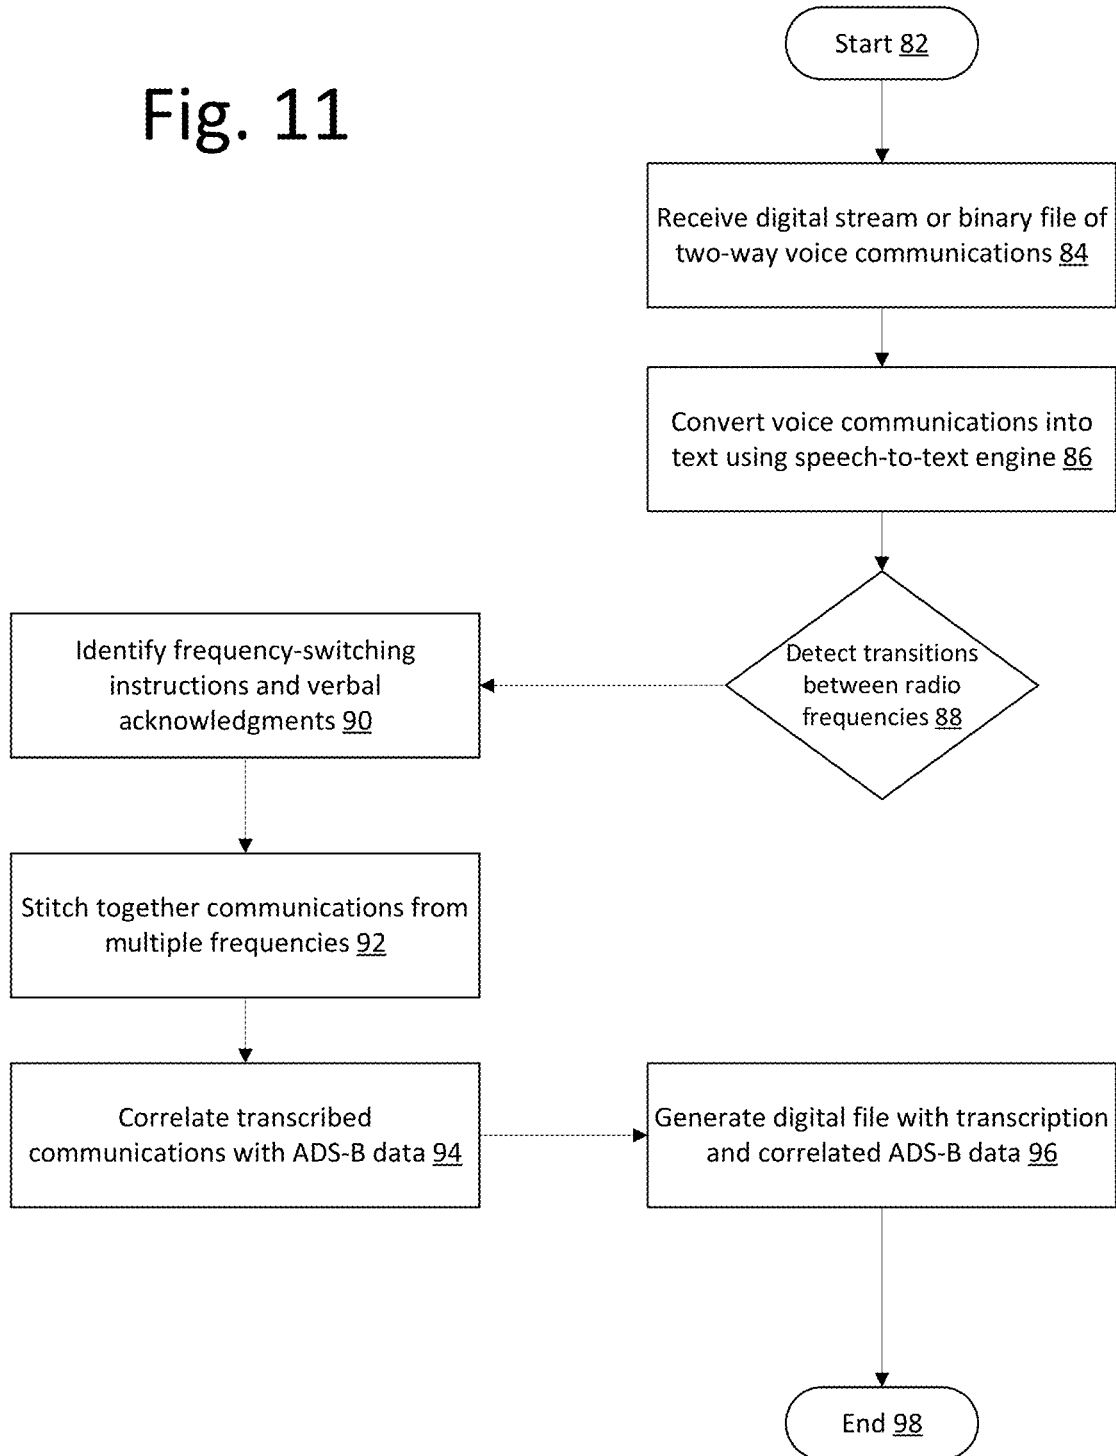 Fig. 11
Start 82
Receive digital stream or binary file of
two-way voice communications 84
Convert voice communications into
text using speech-to-text engine 86
Detect transitions
between radio
frequencies 88
Identify frequency-switching
instructions and verbal
acknowledgments 90
Stitch together communications from
multiple frequencies 92
Correlate transcribed
communications with ADS-B data 94
Generate digital file with transcription
and correlated ADS-B data 96
End 98